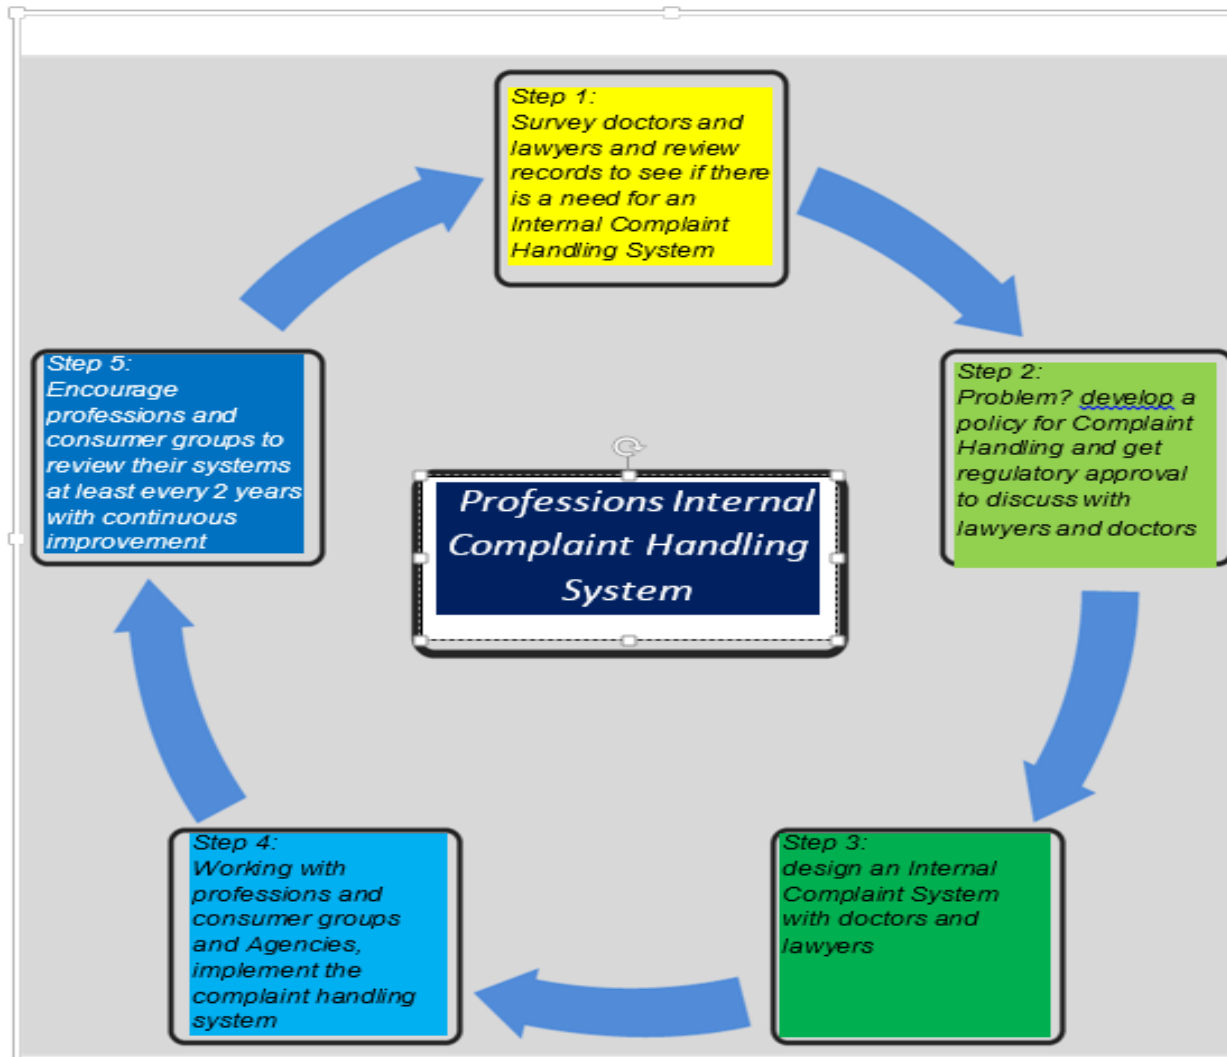 Step 1:
Survey doctors and
lawyers and review
records to see if there
is a need for an
Internal Complaint
Handling System
Step 2:
Problem? develop a
policy for Complaint
Handling and get
regulatory approval
to discuss with
lawyers and doctors
Step 3:
design an Internal
Complaint System
with doctors and
lawyers
Step 4:
Working with
professions and
consumer groups
and Agencies,
implement the
complaint handling
system
Step 5:
Encourage
professions and
consumer groups to
review their systems
at least every 2 years
with continuous
improvement
Professions Internal
Complaint Handling
System